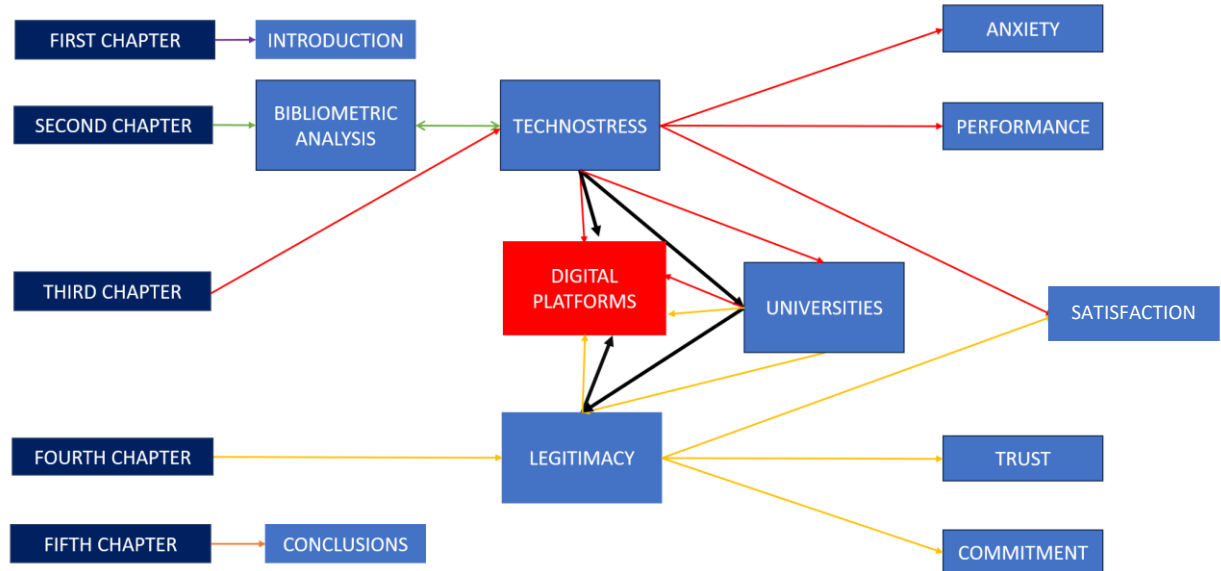 FIRST CHAPTER
INTRODUCTION
ANXIETY
SECOND CHAPTER
BIBLIOMETRIC
ANALYSIS
TECHNOSTRESS
PERFORMANCE
THIRD CHAPTER
DIGITAL
PLATFORMS
UNIVERSITIES
SATISFACTION
FOURTH CHAPTER
LEGITIMACY
TRUST
FIFTH CHAPTER
CONCLUSIONS
COMMITMENT